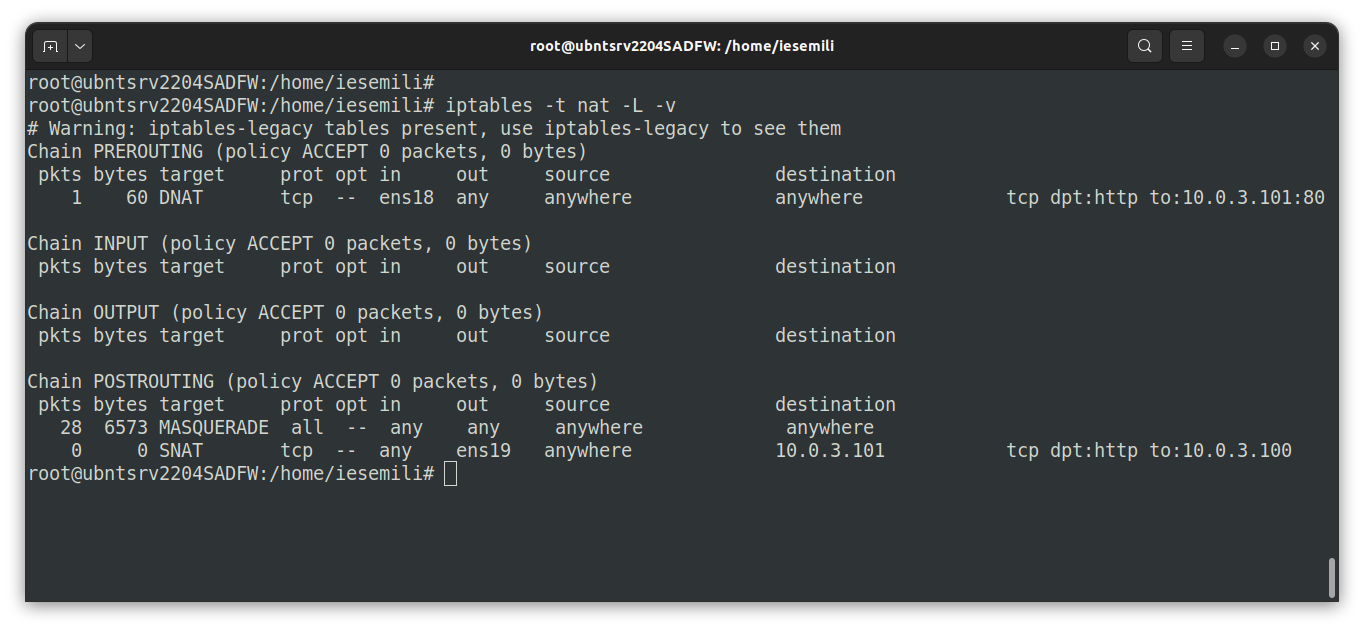 root@ubntsrv2204SADFW: /home/iesemili
root@ubntsrv2204SADFW:/home/iesemili#
root@ubntsrv2204SADFW:/home/iesemili# iptables -t nat -L -v
# Warning: iptables-legacy tables present, use iptables-legacy to see them
Chain PREROUTING (policy ACCEPT 0 packets, 0 bytes)
 pkts bytes target     prot opt in     out     source               destination
    1    60 DNAT       tcp  --  ens18  any     anywhere             anywhere             tcp dpt:http to:10.0.3.101:80

Chain INPUT (policy ACCEPT 0 packets, 0 bytes)
 pkts bytes target     prot opt in     out     source               destination

Chain OUTPUT (policy ACCEPT 0 packets, 0 bytes)
 pkts bytes target     prot opt in     out     source               destination

Chain POSTROUTING (policy ACCEPT 0 packets, 0 bytes)
 pkts bytes target     prot opt in     out     source               destination
   28  6573 MASQUERADE  all  --  any    any     anywhere             anywhere
    0     0 SNAT       tcp  --  any    ens19   anywhere             10.0.3.101           tcp dpt:http to:10.0.3.100
root@ubntsrv2204SADFW:/home/iesemili#